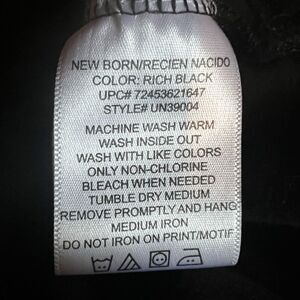 NEW BORN/RECIEN NACIDO
COLOR: RICH BLACK
UPC# 72453621647
STYLE# UN39004
MACHINE WASH WARM
WASH INSIDE OUT
WASH WITH LIKE COLORS
ONLY NON-CHLORINE
BLEACH WHEN NEEDED
TUMBLE DRY MEDIUM
REMOVE PROMPTLY AND HANG
MEDIUM IRON
DO NOT IRON ON PRINT/MOTIF